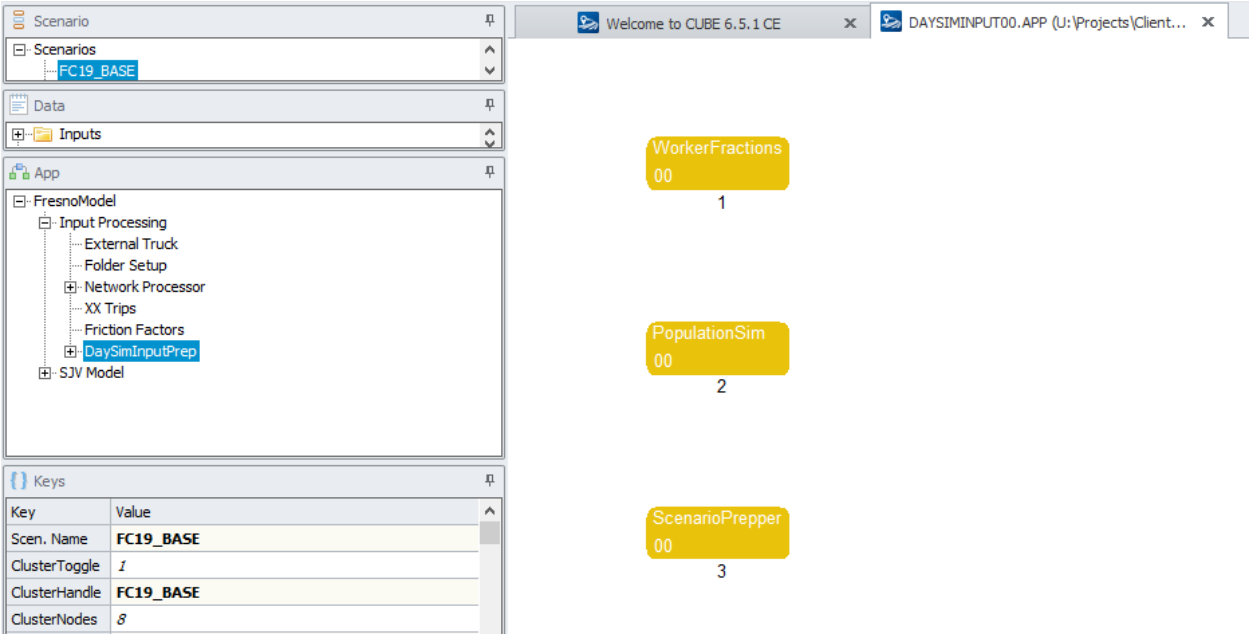 Scenario
Scenarios
FC19_BASE
Data
Inputs
App
FresnoModel
Input Processing
External Truck
Folder Setup
Network Processor
XX Trips
Friction Factors
DaySimInputPrep
SJV Model
Keys
Key Value
Scen. Name FC19_BASE
ClusterToggle 1
ClusterHandle FC19_BASE
ClusterNodes 8
Welcome to CUBE 6.5.1 CE
DAYSIMINPUT00.APP (U:\Projects\Client...
WorkerFractions
00
1
PopulationSim
00
2
ScenarioPrepper
00
3